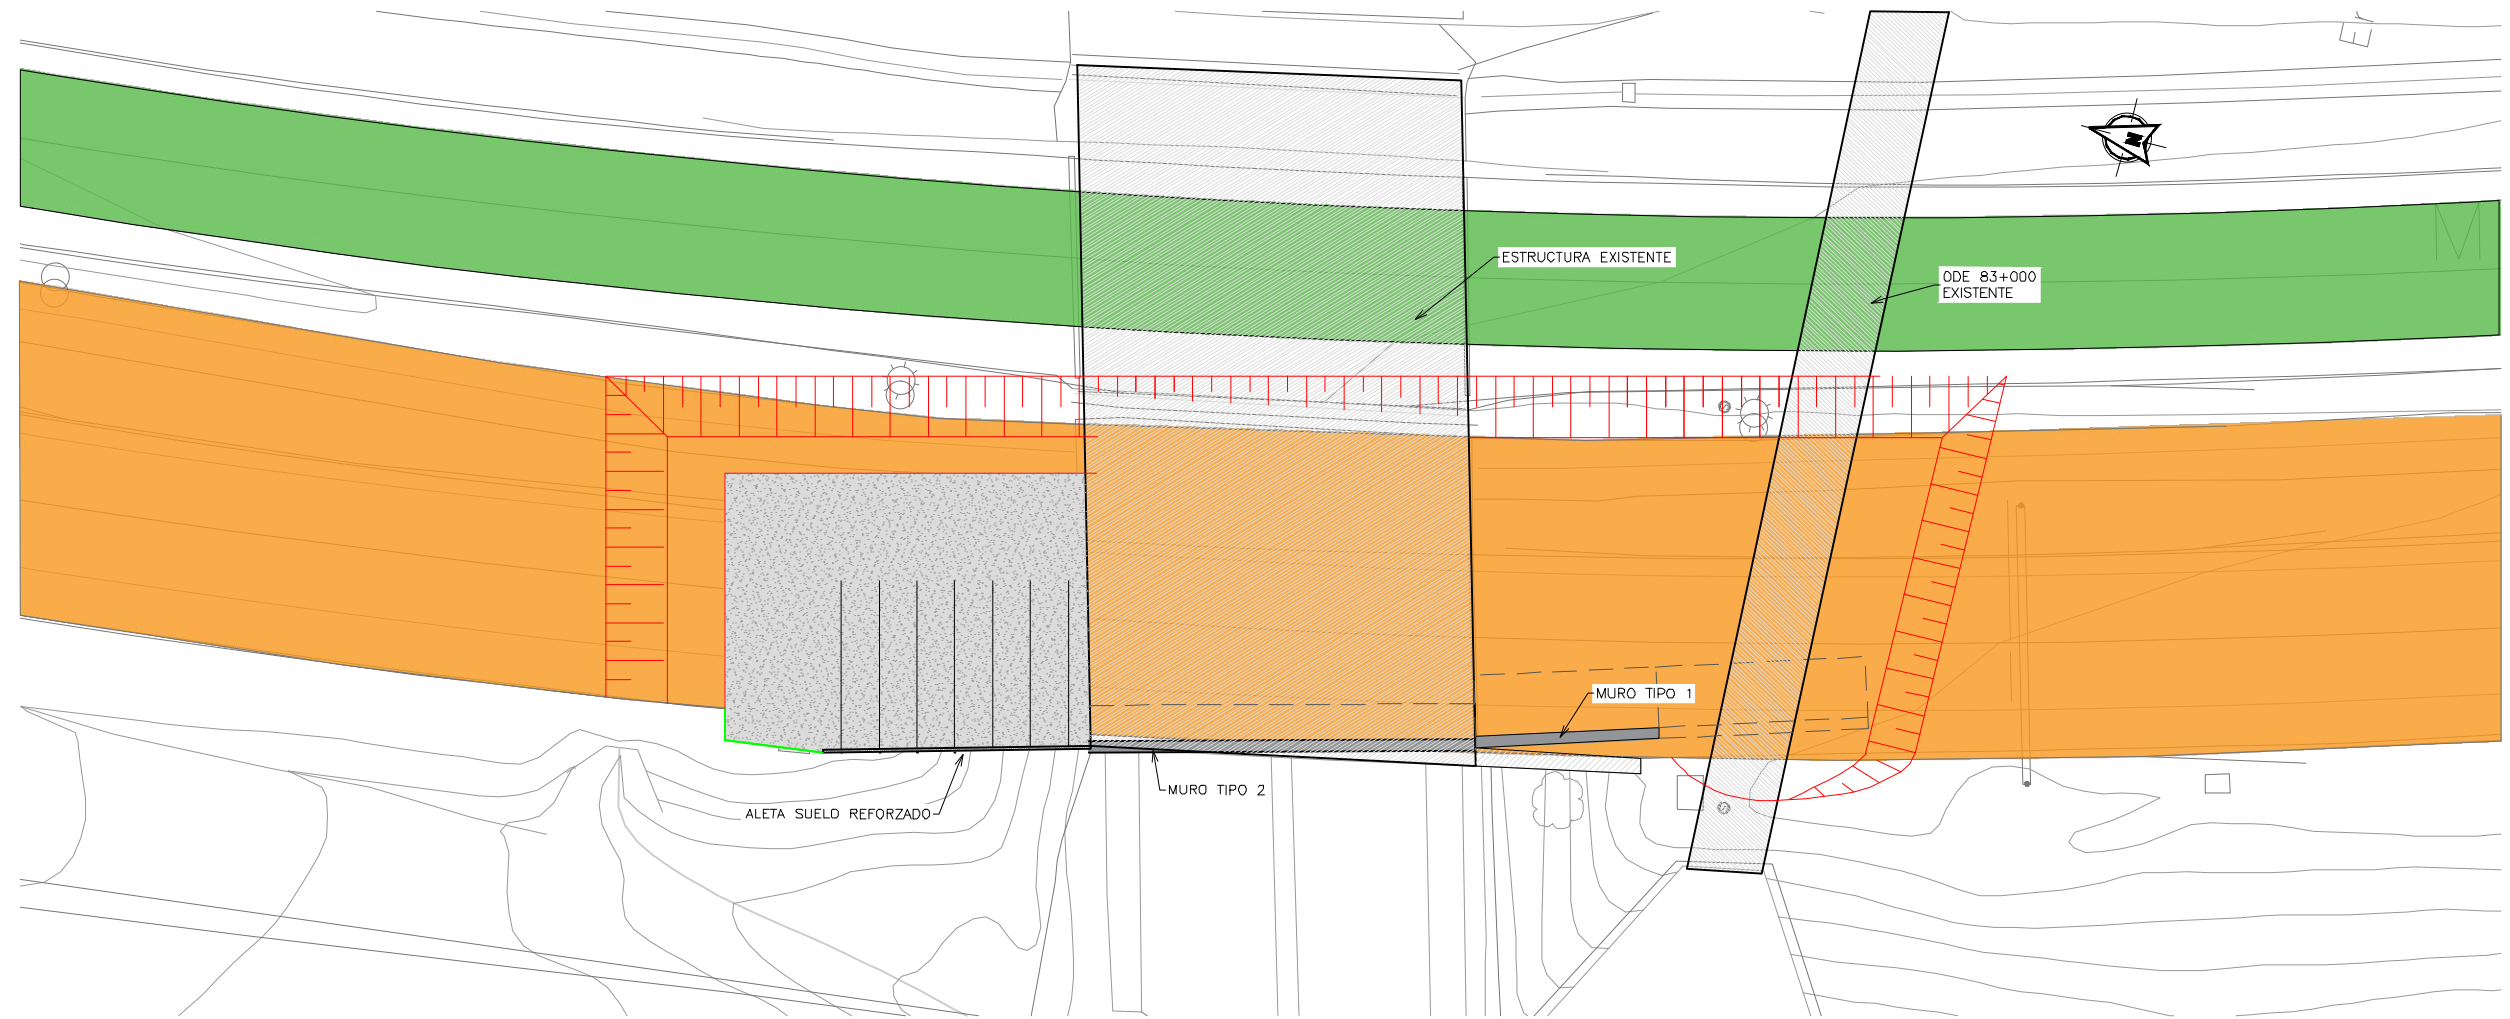 N
ESTRUCTURA EXISTENTE
ODE 83+000
EXISTENTE
MURO TIPO 1
MURO TIPO 2
ALETA SUELO REFORZADO